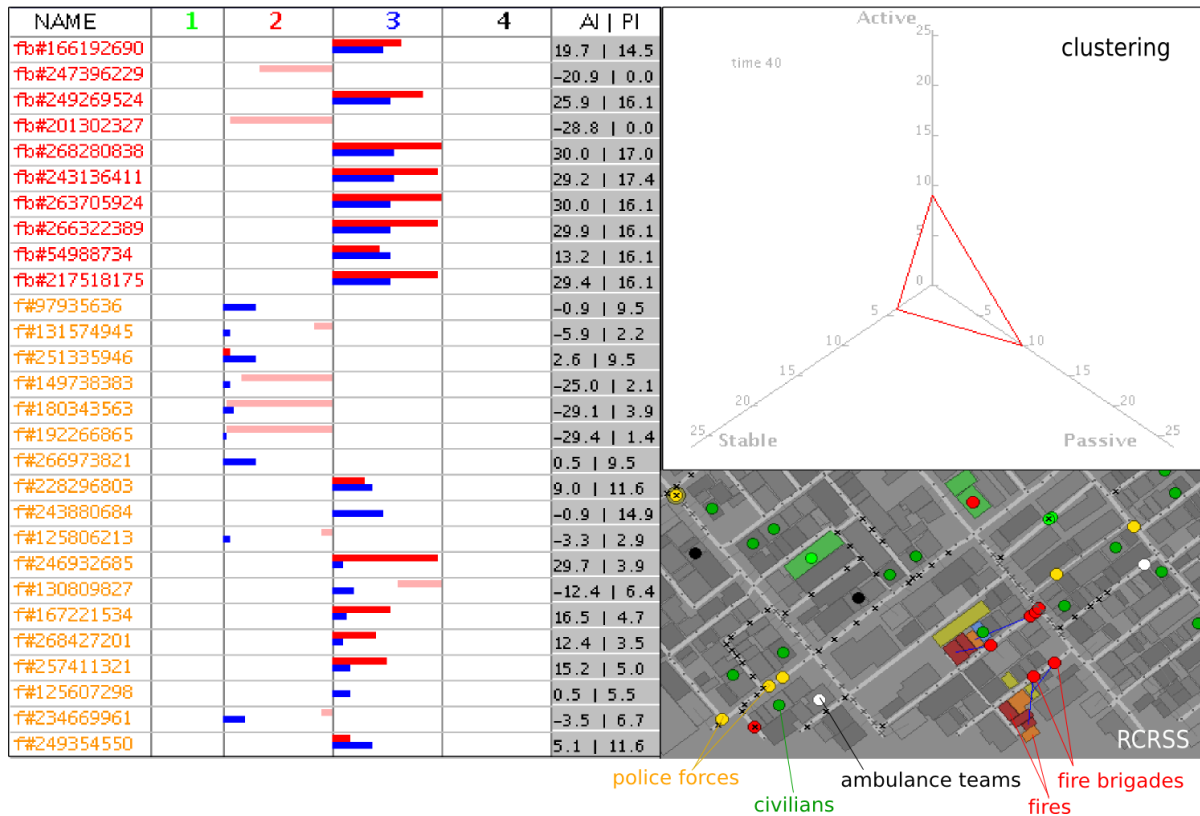 NAME 1 2 3 4 AI | PI
fb#166192690 19.7 | 14.5
fb#247396229 -20.9 | 0.0
fb#249269524 25.9 | 16.1
fb#201302327 -28.8 | 0.0
fb#268280838 30.0 | 17.0
fb#243136411 29.2 | 17.4
fb#263705924 30.0 | 16.1
fb#266322389 29.9 | 16.1
fb#54988734 13.2 | 16.1
fb#217518175 29.4 | 16.1
f#97935636 -0.9 | 9.5
f#131574945 -5.9 | 2.2
f#251335946 2.6 | 9.5
f#149738383 -25.0 | 2.1
f#180343563 -29.1 | 3.9
f#192266865 -29.4 | 1.4
f#266973821 0.5 | 9.5
f#228296803 9.0 | 11.6
f#243880684 -0.9 | 14.9
f#125806213 -3.3 | 2.9
f#246932685 29.7 | 3.9
f#130809827 -12.4 | 6.4
f#167221534 16.5 | 4.7
f#268427201 12.4 | 3.5
f#257411321 15.2 | 5.0
f#125607298 0.5 | 5.5
f#234669961 -3.5 | 6.7
f#249354550 5.1 | 11.6
Active
25
clustering
time 40
20
15
10
5
0
5 5
10 10
15 15
20 20
25 25
Stable Passive
RCRSS
police forces
civilians
ambulance teams
fire brigades
fires